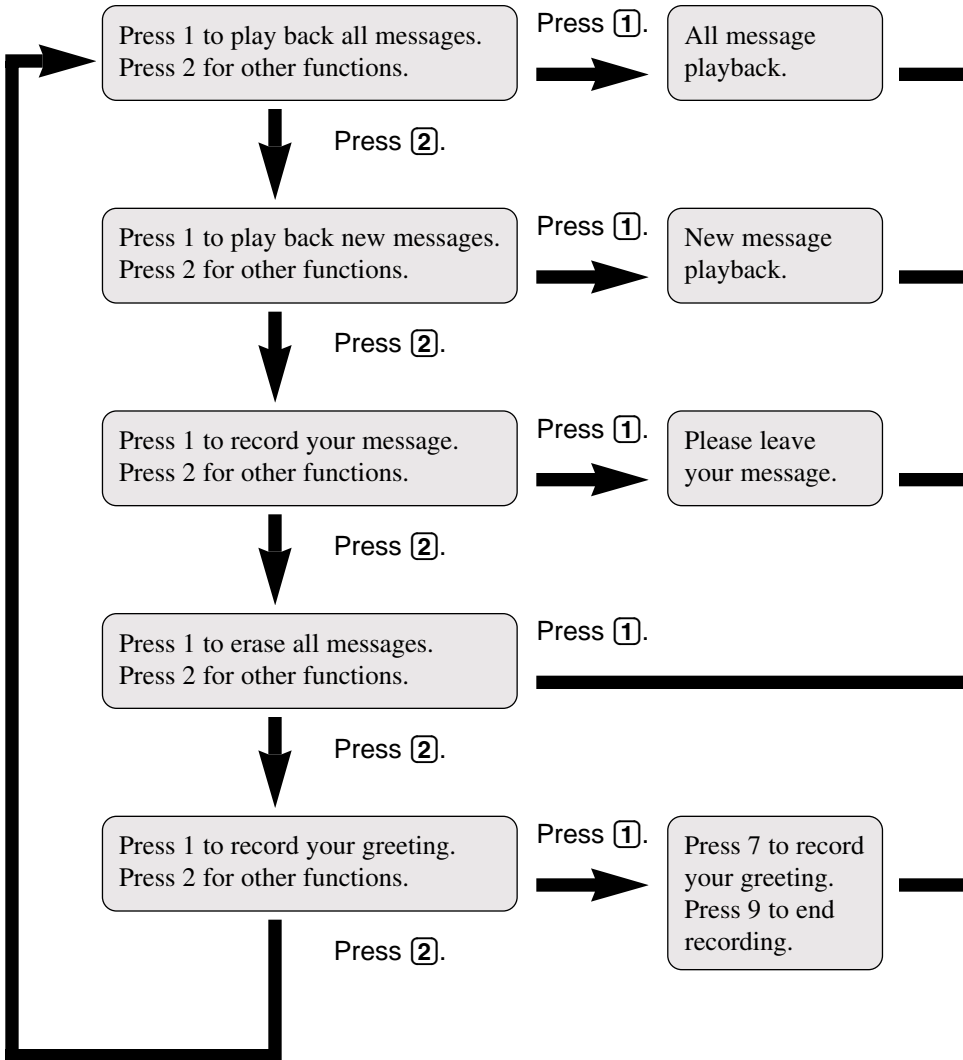 Press 1 to play back all messages.
Press 2 for other functions.
Press 1.
All message
playback.
Press 2.
Press 1 to play back new messages.
Press 2 for other functions.
Press 1.
New message
playback.
Press 2.
Press 1 to record your message.
Press 2 for other functions.
Press 1.
Please leave
your message.
Press 2.
Press 1 to erase all messages.
Press 2 for other functions.
Press 1.
Press 2.
Press 1 to record your greeting.
Press 2 for other functions.
Press 1.
Press 7 to record
your greeting.
Press 9 to end
recording.
Press 2.